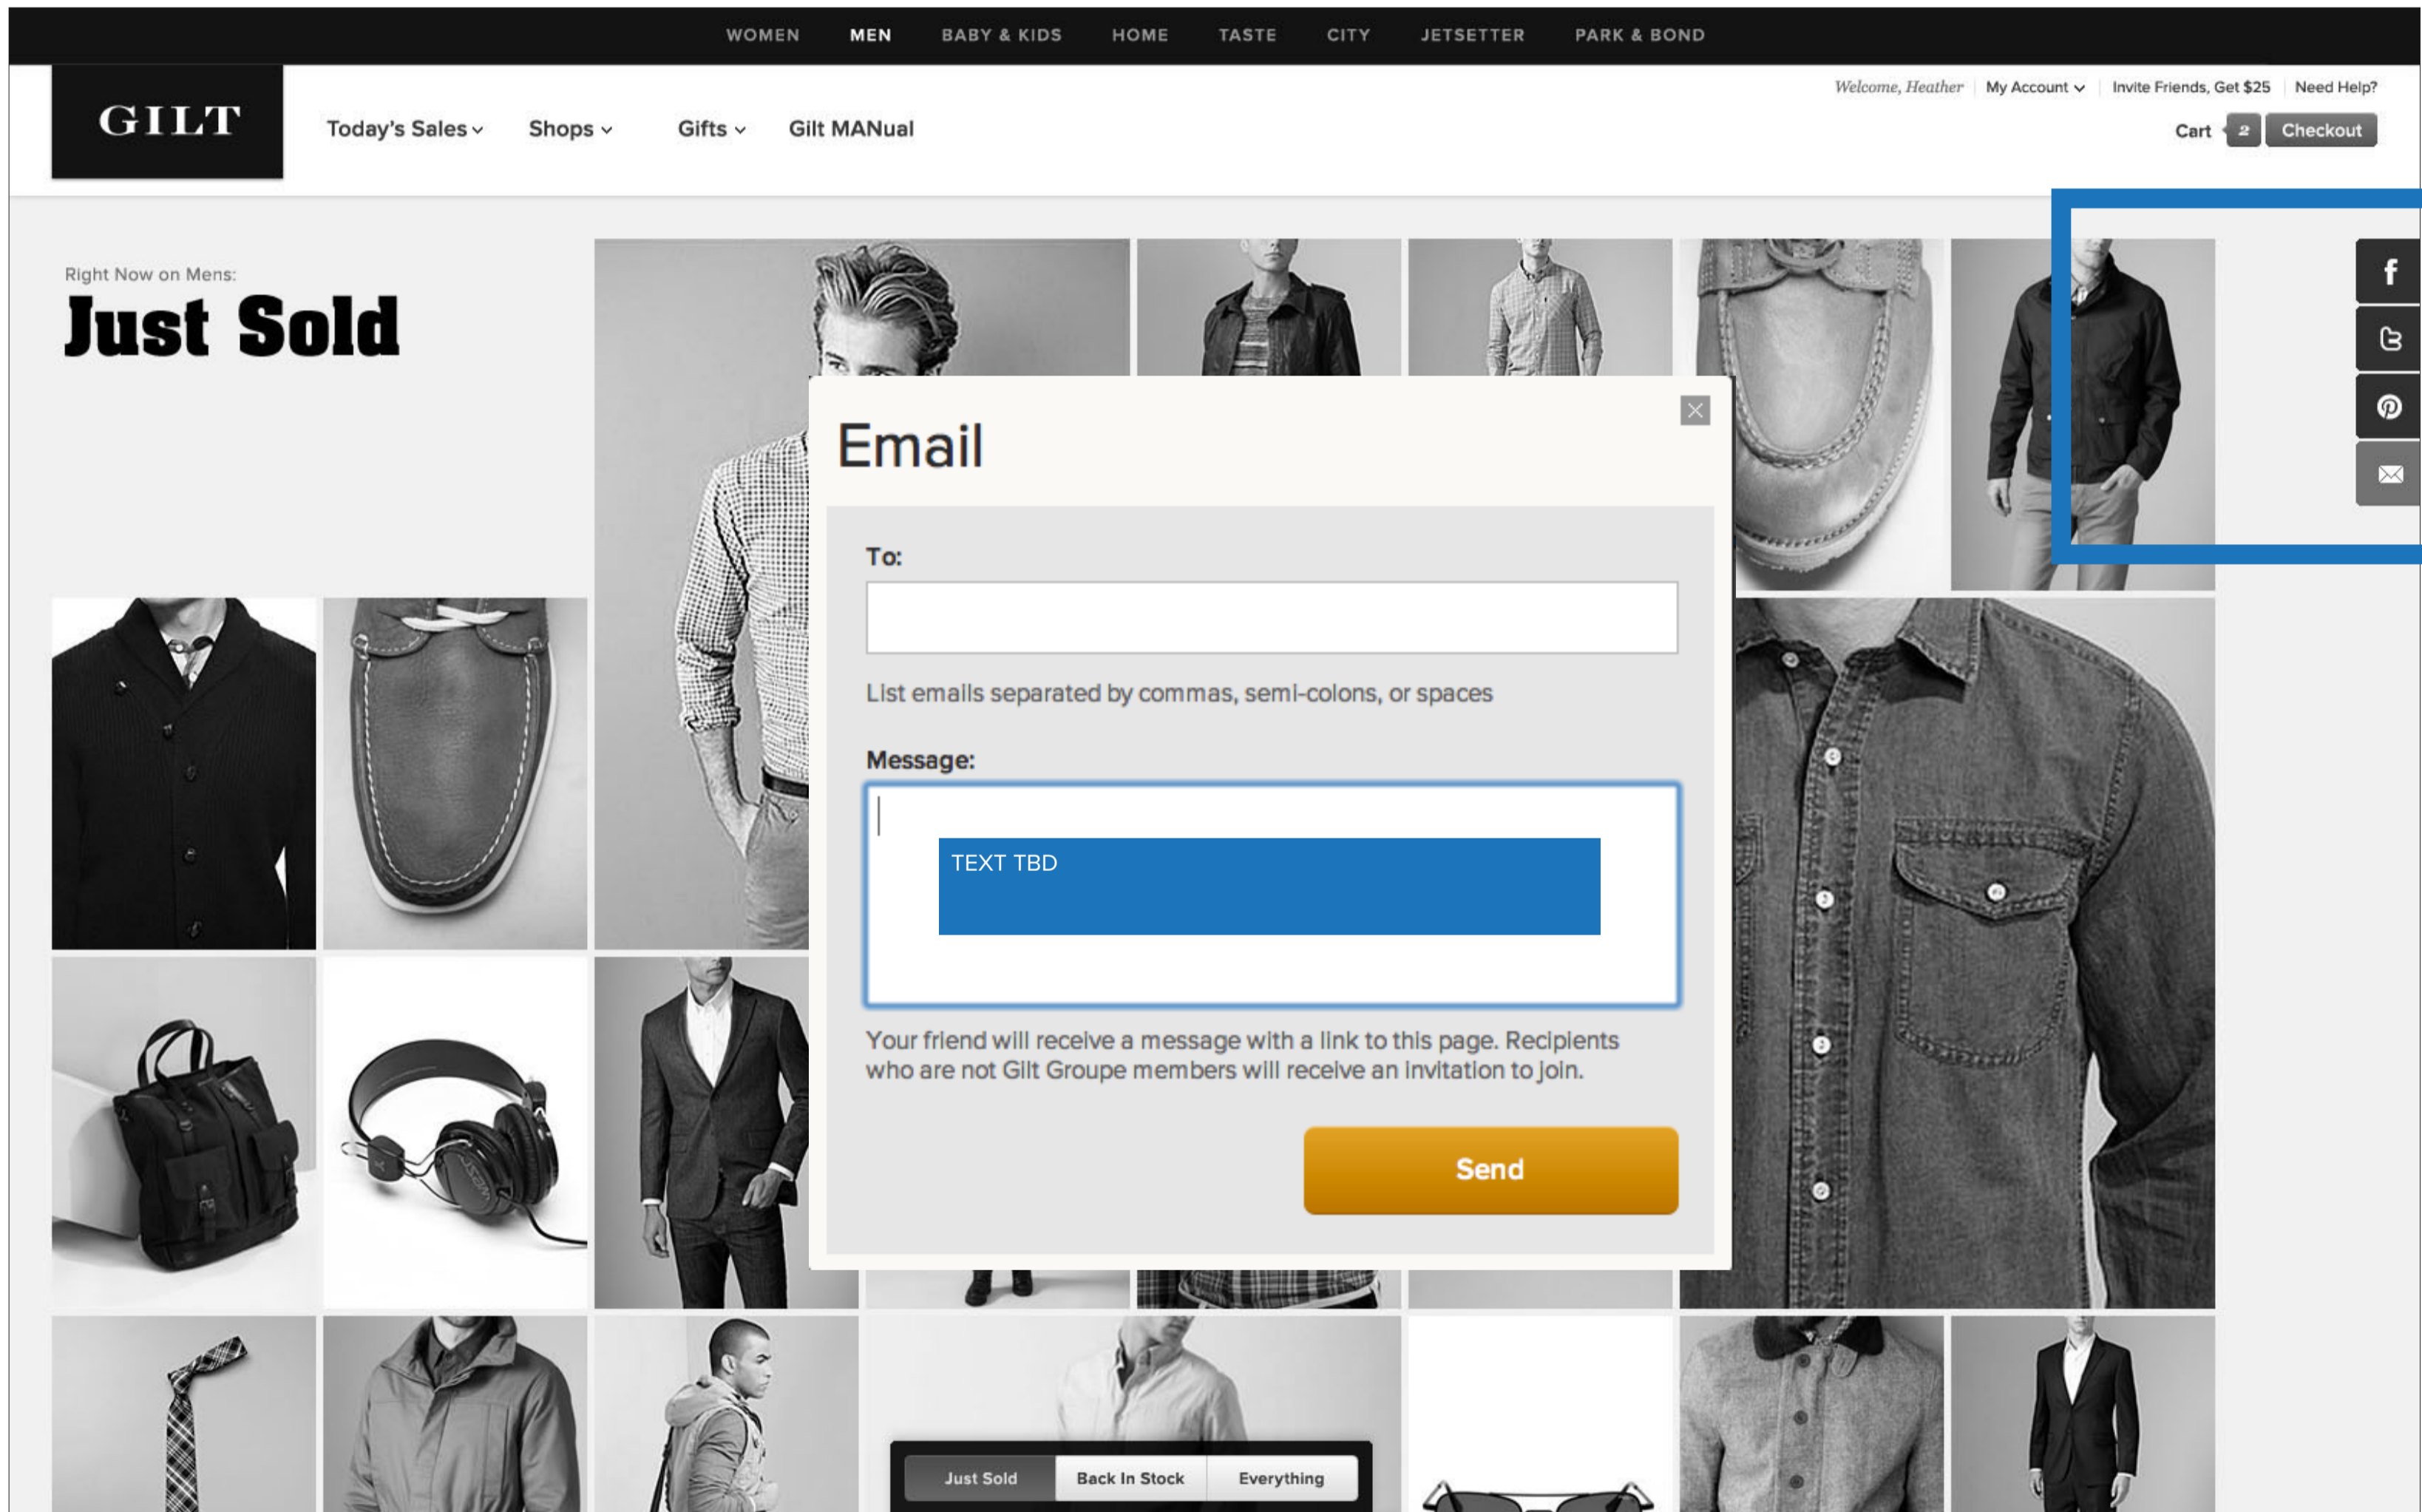 WOMEN MEN BABY & KIDS HOME TASTE CITY JETSETTER PARK & BOND
GILT
Today's Sales Shops Gifts Gilt MANual
Welcome, Heather My Account Invite Friends, Get $25 Need Help?
Cart 2 Checkout
Right Now on Mens:
Just Sold
Email
To:
List emails separated by commas, semi-colons, or spaces
Message:
TEXT TBD
Your friend will receive a message with a link to this page. Recipients
who are not Gilt Groupe members will receive an invitation to join.
Send
Just Sold Back In Stock Everything